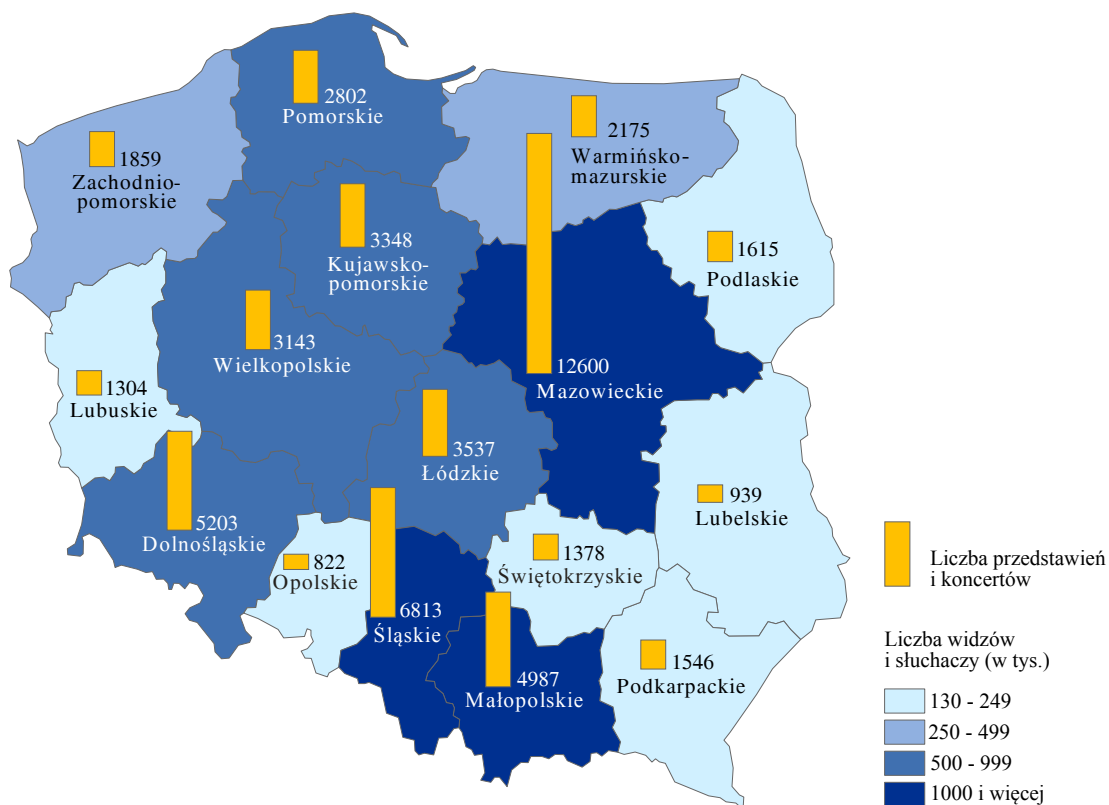 2802
Pomorskie
2175
Warmińsko-
mazurskie
1859
Zachodnio-
pomorskie
3348
Kujawsko-
pomorskie
1615
Podlaskie
3143
Wielkopolskie
12600
Mazowieckie
1304
Lubuskie
3537
Łódzkie
939
Lubelskie
5203
Dolnośląskie
822
Opolskie
1378
Świętokrzyskie
6813
Śląskie
4987
Małopolskie
1546
Podkarpackie
Liczba przedstawień
i koncertów
Liczba widzów
i słuchaczy (w tys.)
130 - 249
250 - 499
500 - 999
1000 i więcej